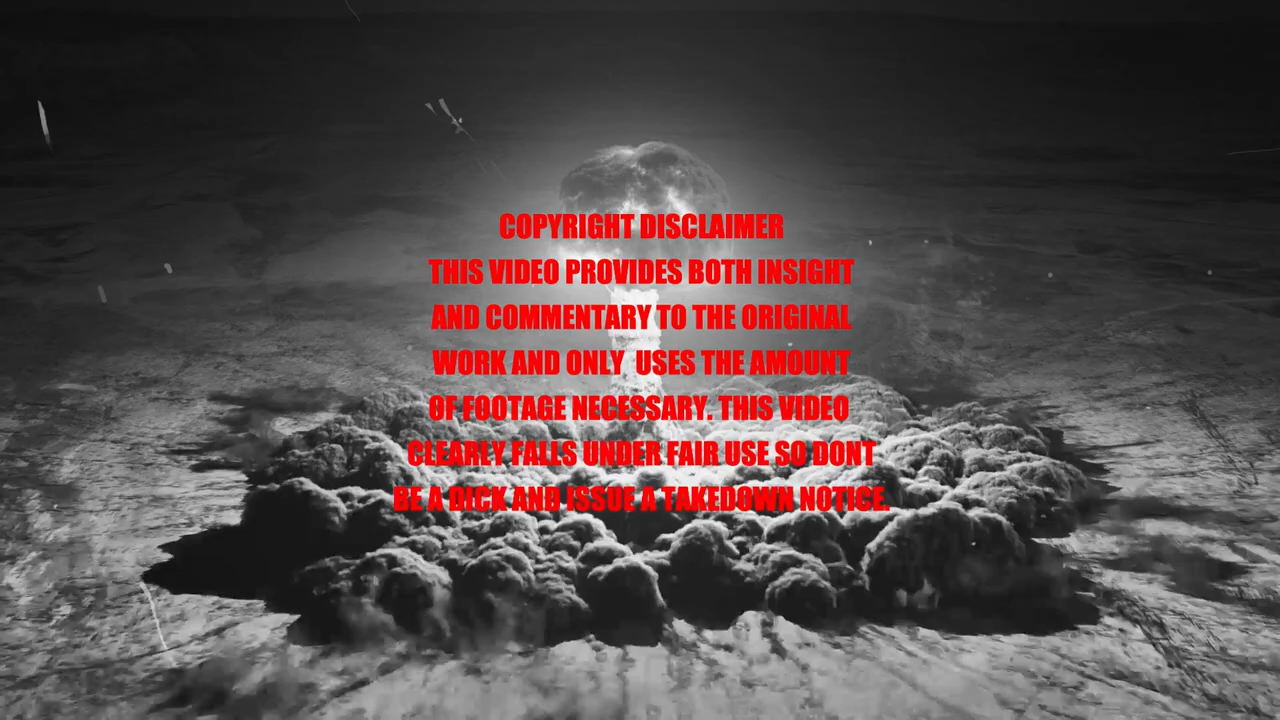 COPYRIGHT DISCLAIMER
THIS VIDEO PROVIDES BOTH INSIGHT
AND COMMENTARY TO THE ORIGINAL
WORK AND ONLY  USES THE AMOUNT
OF FOOTAGE NECESSARY. THIS VIDEO
CLEARLY FALLS UNDER FAIR USE SO DONT
BE A DICK AND ISSUE A TAKEDOWN NOTICE.